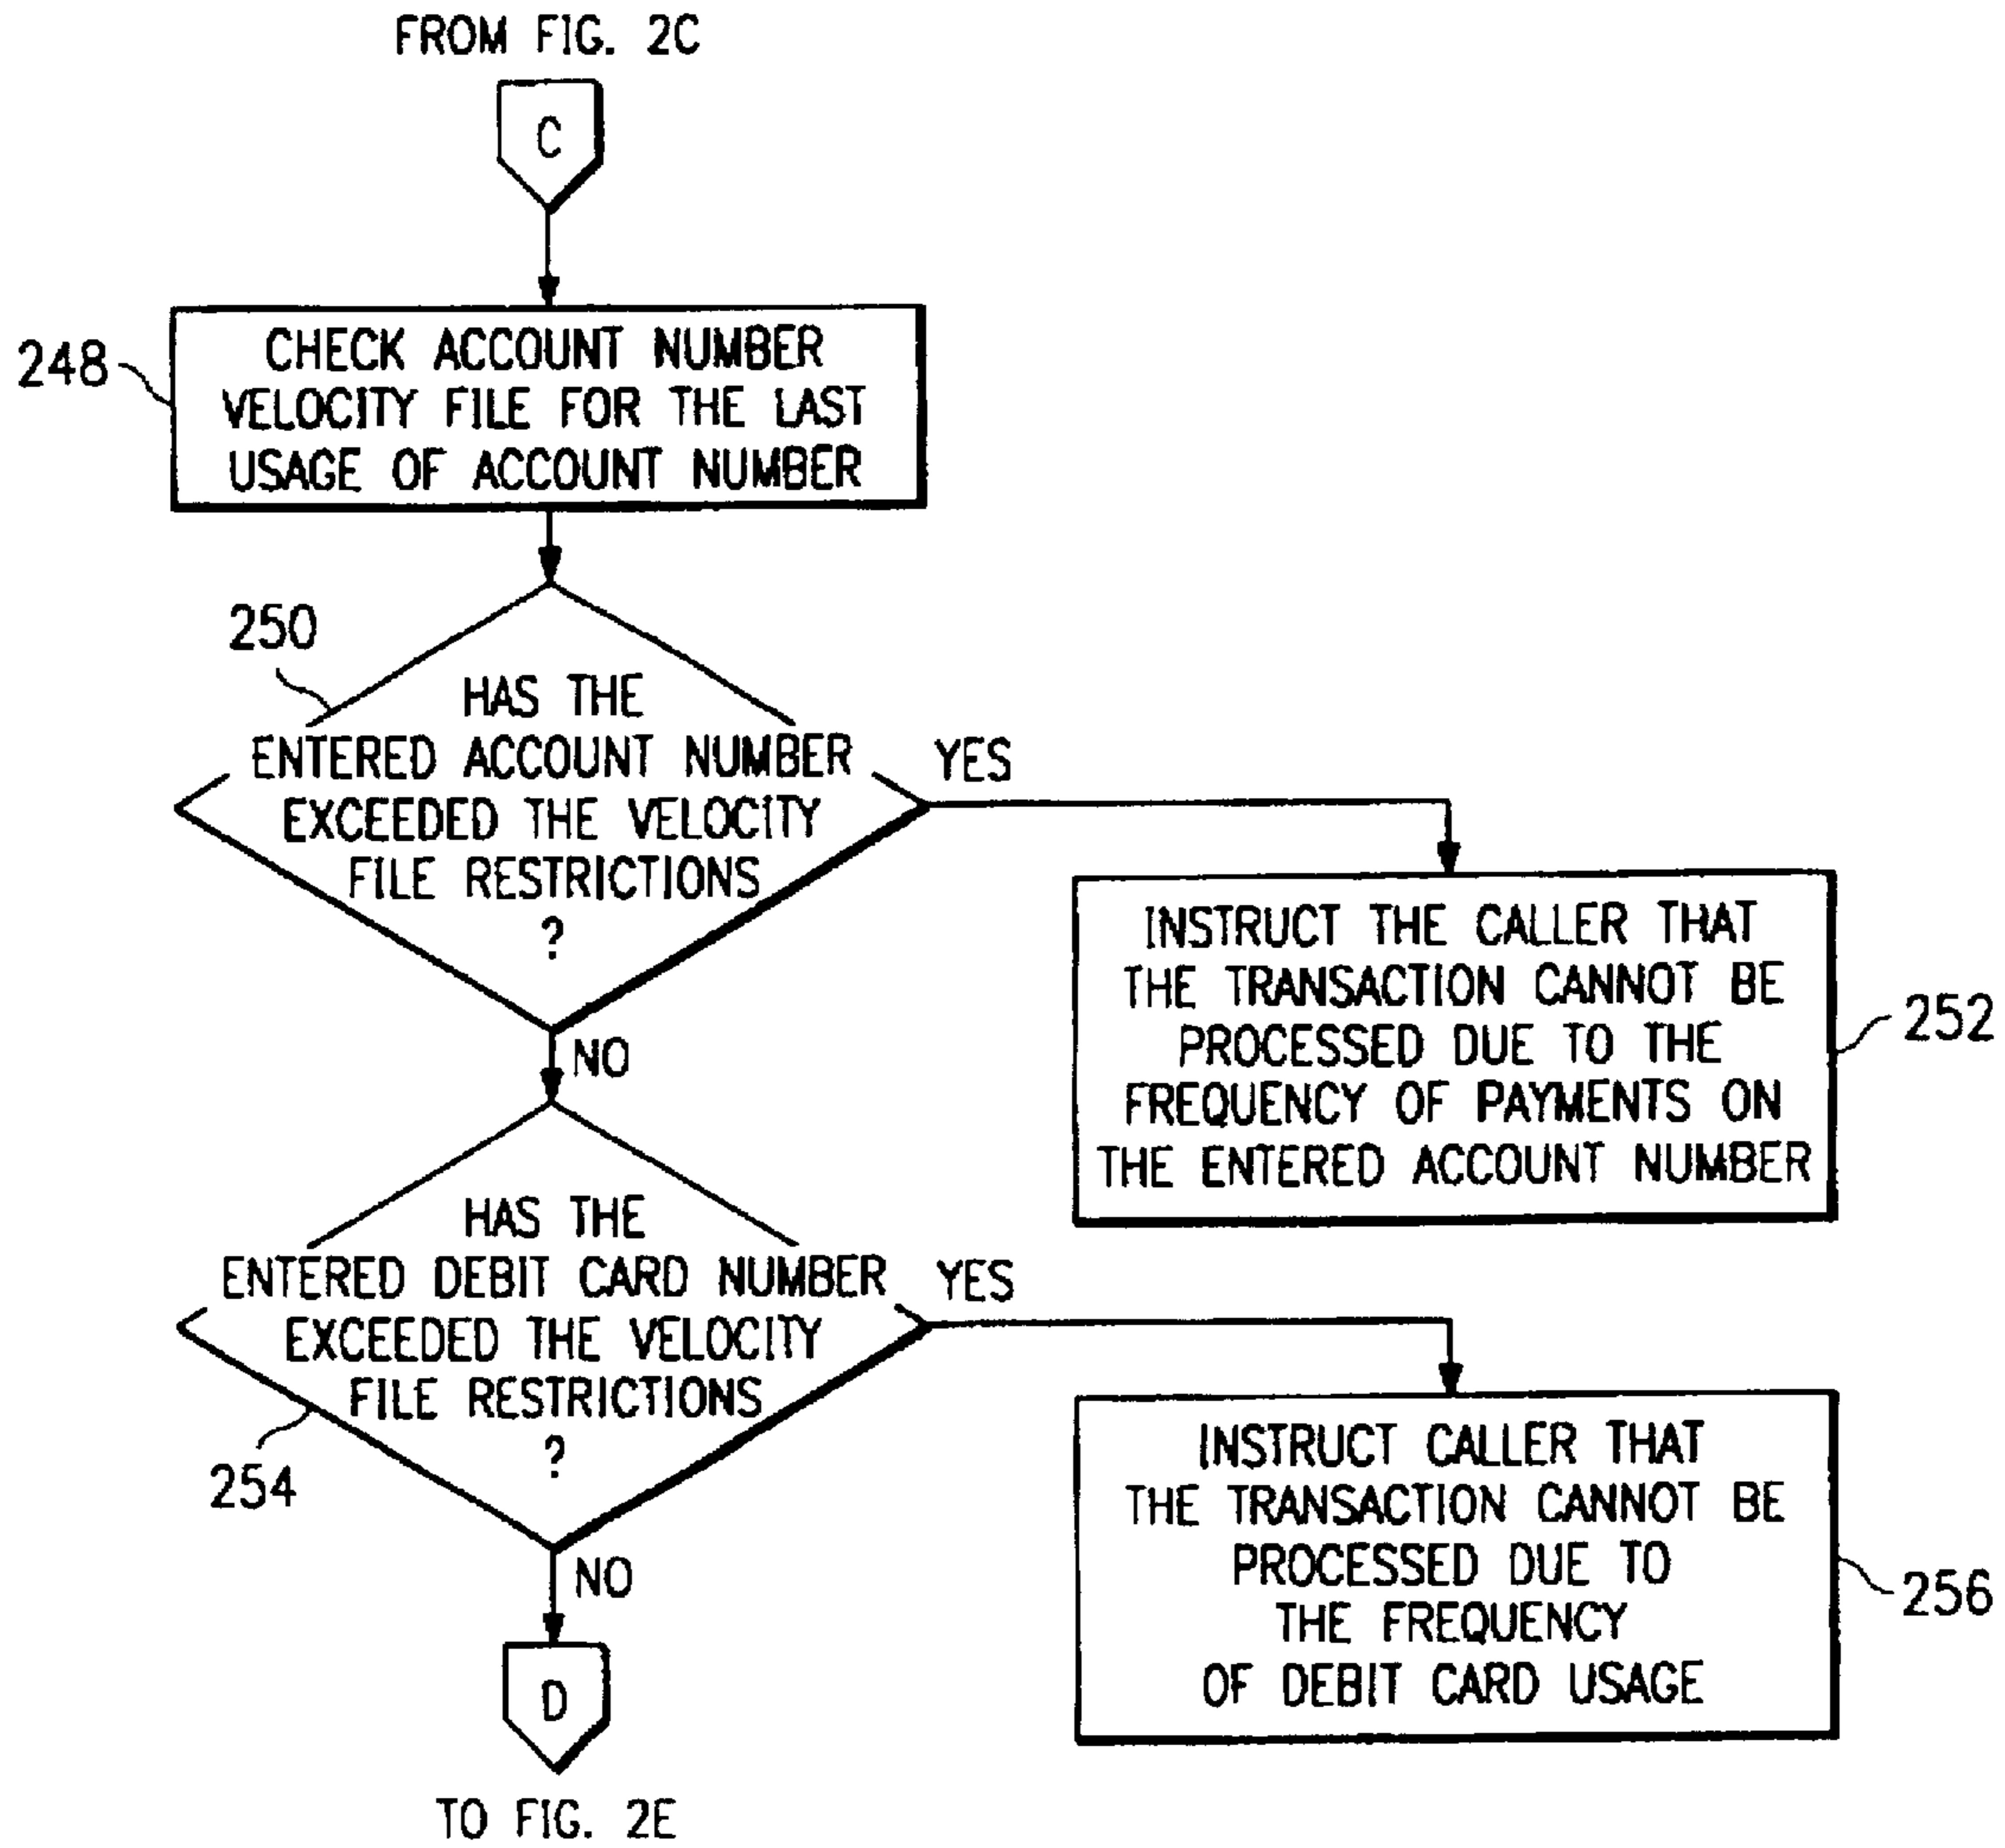 FROM FIG. 2C
C
248
CHECK ACCOUNT NUMBER
VELOCITY FILE FOR THE LAST
USAGE OF ACCOUNT NUMBER
250
HAS THE
ENTERED ACCOUNT NUMBER
EXCEEDED THE VELOCITY
FILE RESTRICTIONS
?
YES
NO
INSTRUCT THE CALLER THAT
THE TRANSACTION CANNOT BE
PROCESSED DUE TO THE
FREQUENCY OF PAYMENTS ON
THE ENTERED ACCOUNT NUMBER
252
HAS THE
ENTERED DEBIT CARD NUMBER
EXCEEDED THE VELOCITY
FILE RESTRICTIONS
?
254
YES
NO
INSTRUCT CALLER THAT
THE TRANSACTION CANNOT BE
PROCESSED DUE TO
THE FREQUENCY
OF DEBIT CARD USAGE
256
D
TO FIG. 2E